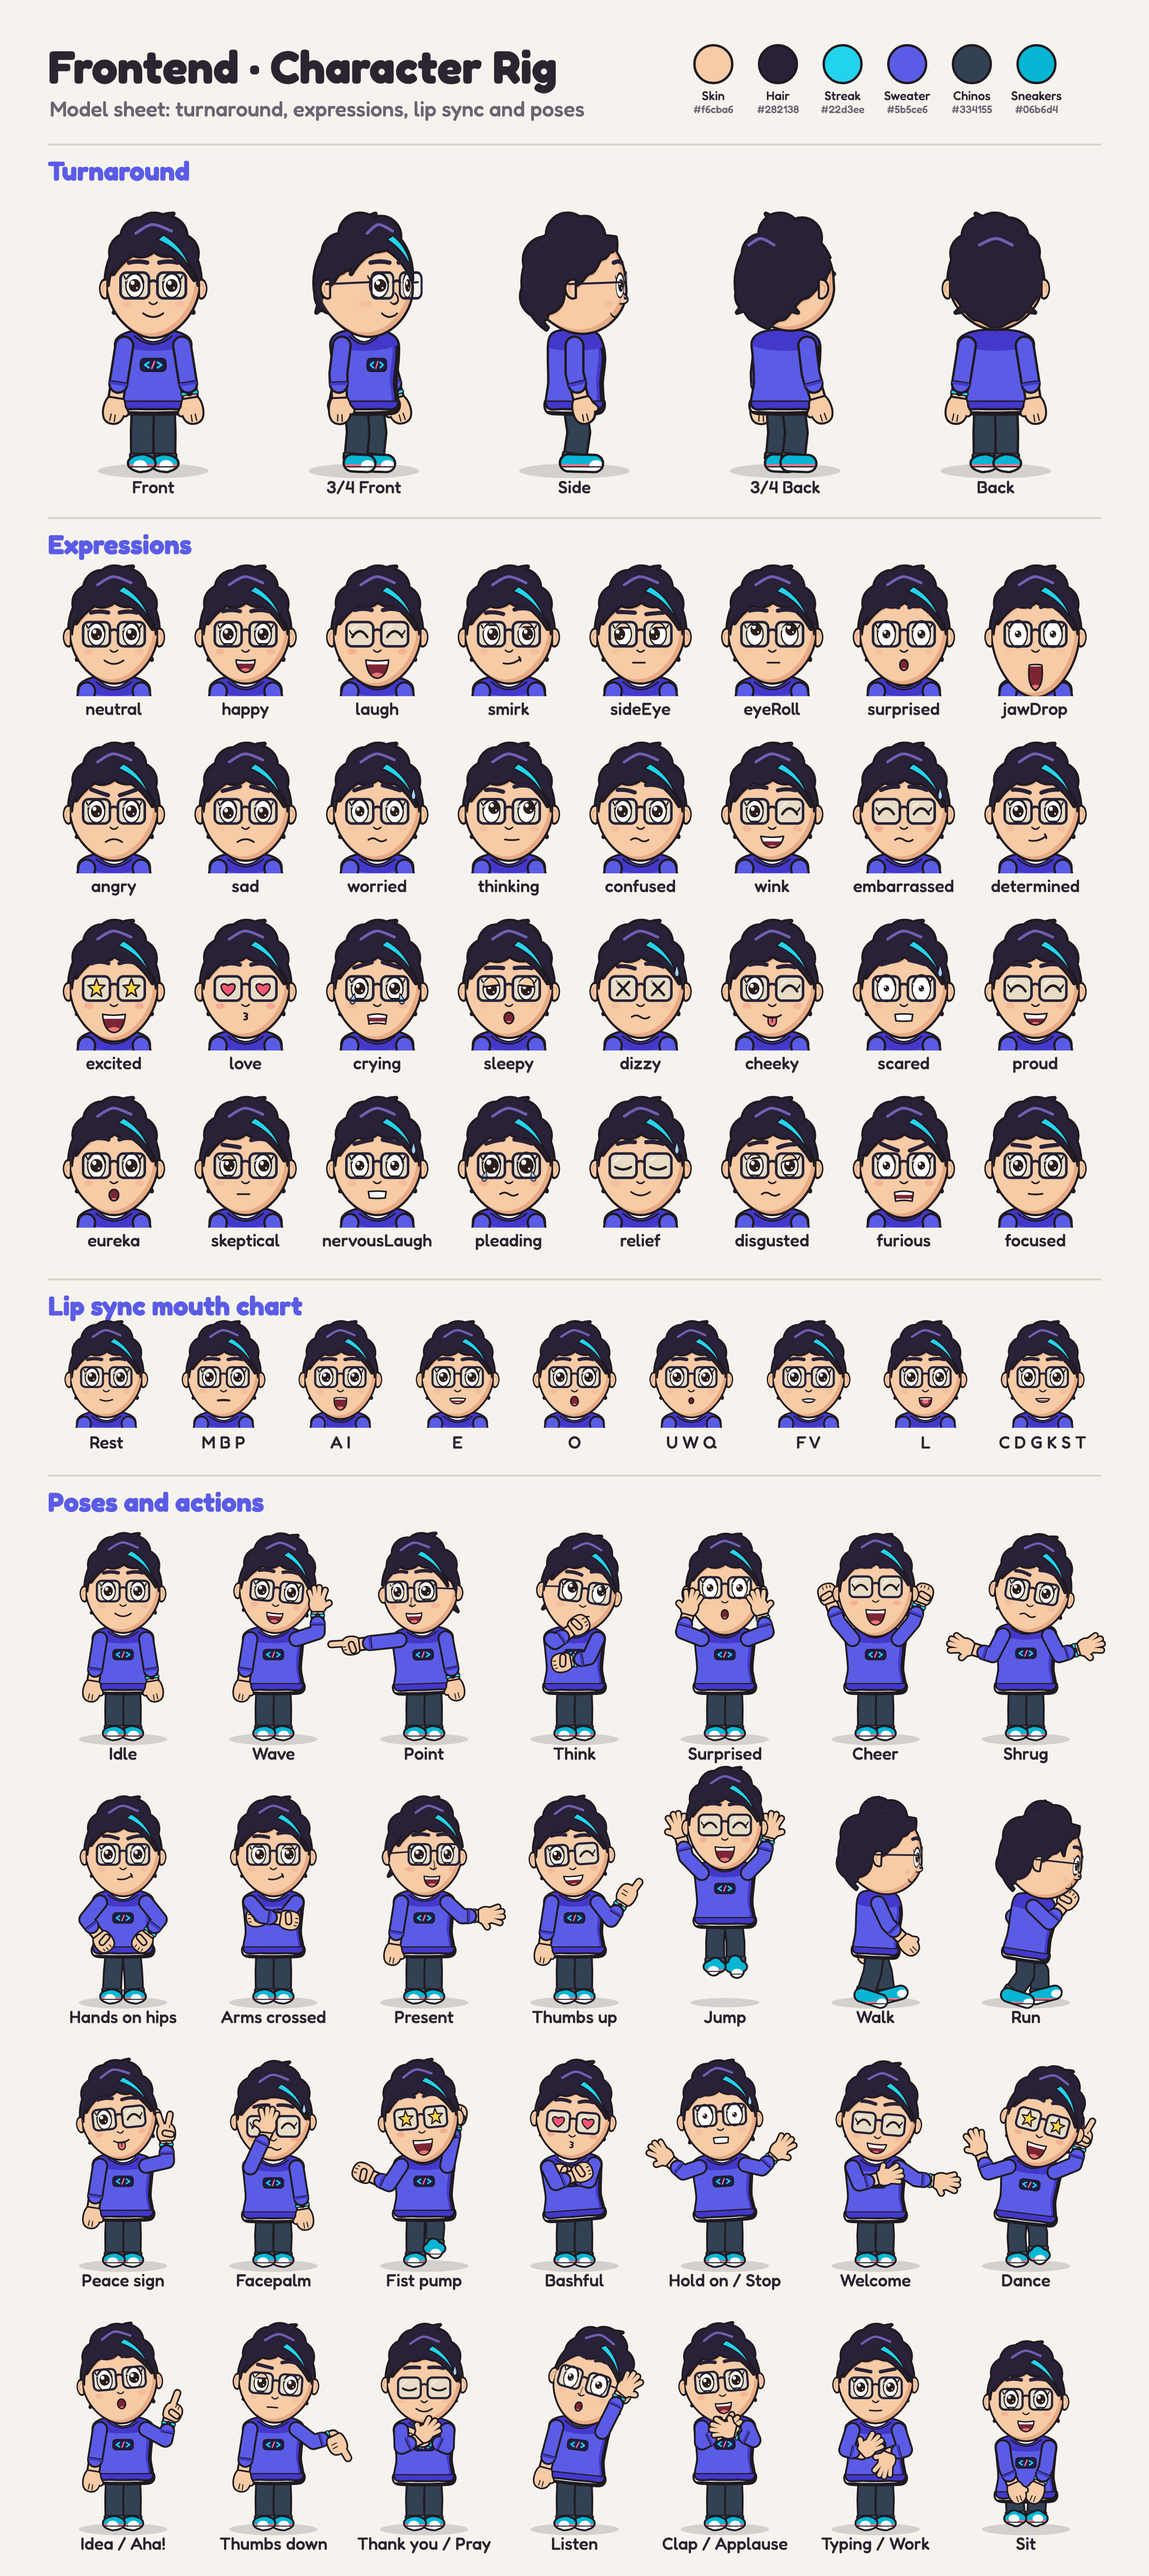 Frontend · Character Rig
Model sheet: turnaround, expressions, lip sync and poses
Skin Hair Streak Sweater Chinos Sneakers
#f6cba6 #282138 #22d3ee #5b5ce6 #334155 #06b6d4
Turnaround
</>
</>
Front 3/4 Front Side 3/4 Back Back
Expressions
neutral happy laugh smirk sideEye eyeRoll surprised jawDrop
angry sad worried thinking confused wink embarrassed determined
excited love crying sleepy dizzy cheeky scared proud
eureka skeptical nervousLaugh pleading relief disgusted furious focused
Lip sync mouth chart
Rest M B P A I E O U W Q F V L C D G K S T
Poses and actions
</> </> </> </> </> </>
Idle Wave Point Think Surprised Cheer Shrug
</> </> </> </> </>
Hands on hips Arms crossed Present Thumbs up Jump Walk Run
</> </> </> </> </> </>
Peace sign Facepalm Fist pump Bashful Hold on / Stop Welcome Dance
</> </> </> </> </>
Idea / Aha! Thumbs down Thank you / Pray Listen Clap / Applause Typing / Work Sit